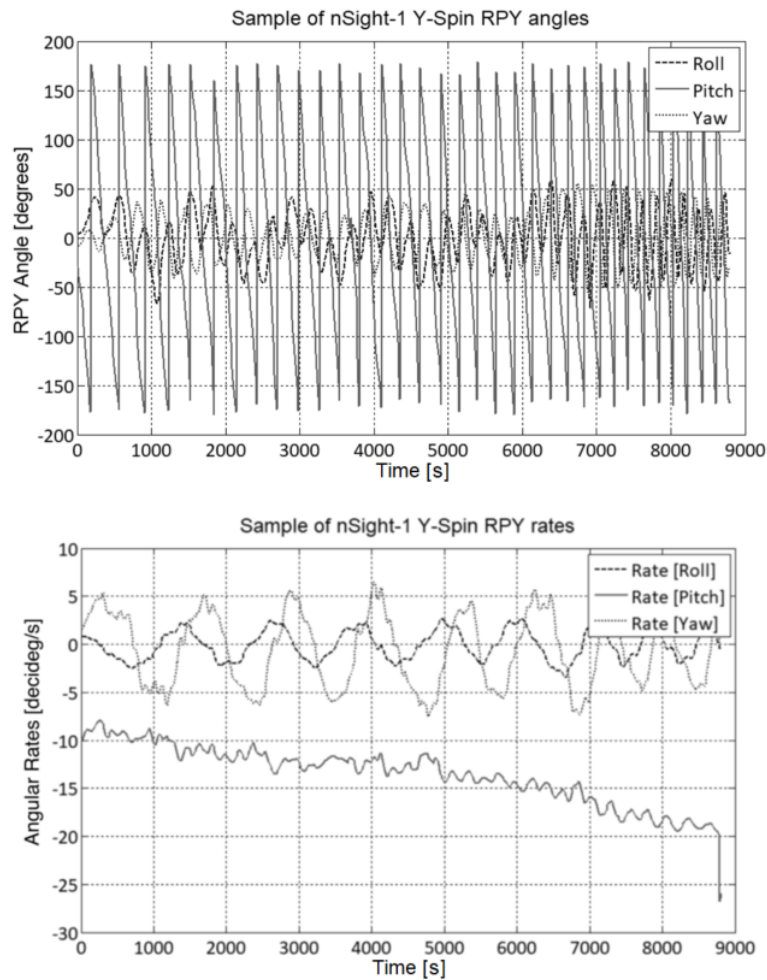 Sample of nSight-1 Y-Spin RPY angles
200
150
100
50
0
-50
-100
-150
-200
RPY Angle [degrees]
Roll
Pitch
Yaw
0 1000 2000 3000 4000 5000 6000 7000 8000 9000
Time [s]
Sample of nSight-1 Y-Spin RPY rates
10
5
0
-5
-10
-15
-20
-25
-30
Angular Rates [decideg/s]
Rate [Roll]
Rate [Pitch]
Rate [Yaw]
0 1000 2000 3000 4000 5000 6000 7000 8000 9000
Time [s]